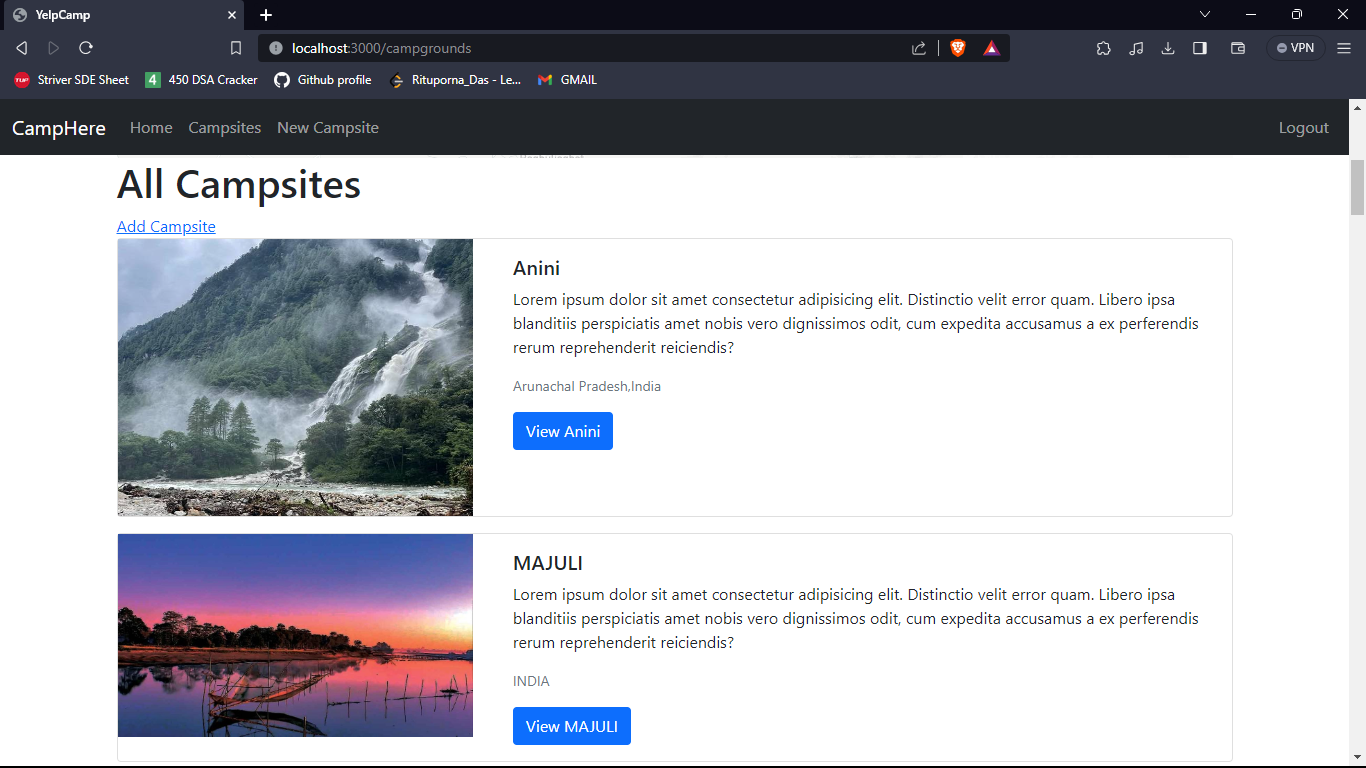 YelpCamp
localhost:3000/campgrounds
VPN
Striver SDE Sheet
4 450 DSA Cracker
Github profile
Rituporna_Das - Le...
GMAIL
CampHere Home Campsites New Campsite Logout
All Campsites
Add Campsite
Anini
Lorem ipsum dolor sit amet consectetur adipisicing elit. Distinctio velit error quam. Libero ipsa
blanditiis perspiciatis amet nobis vero dignissimos odit, cum expedita accusamus a ex perferendis
rerum reprehenderit reiciendis?
Arunachal Pradesh,India
View Anini
MAJULI
Lorem ipsum dolor sit amet consectetur adipisicing elit. Distinctio velit error quam. Libero ipsa
blanditiis perspiciatis amet nobis vero dignissimos odit, cum expedita accusamus a ex perferendis
rerum reprehenderit reiciendis?
INDIA
View MAJULI